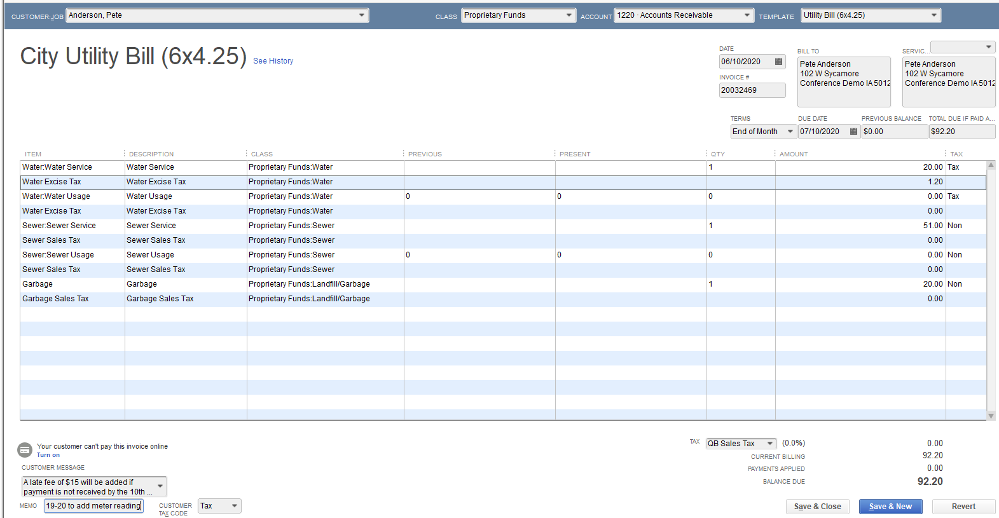 CUSTOMER:JOB Anderson, Pete CLASS Proprietary Funds ACCOUNT 1220 · Accounts Receivable TEMPLATE Utility Bill (6x4.25)
City Utility Bill (6x4.25) See History
DATE
06/10/2020
INVOICE #
20032469
BILL TO
Pete Anderson
102 W Sycamore
Conference Demo IA 5012
SERVIC...
Pete Anderson
102 W Sycamore
Conference Demo IA 5012
TERMS DUE DATE PREVIOUS BALANCE TOTAL DUE IF PAID A...
End of Month 07/10/2020 $0.00 $92.20
ITEM DESCRIPTION CLASS PREVIOUS PRESENT QTY AMOUNT TAX
Water:Water Service Water Service Proprietary Funds:Water 1 20.00 Tax
Water Excise Tax Water Excise Tax Proprietary Funds:Water 1.20
Water:Water Usage Water Usage Proprietary Funds:Water 0 0 0 0.00 Tax
Water Excise Tax Water Excise Tax Proprietary Funds:Water 0.00
Sewer:Sewer Service Sewer Service Proprietary Funds:Sewer 1 51.00 Non
Sewer Sales Tax Sewer Sales Tax Proprietary Funds:Sewer 0.00
Sewer:Sewer Usage Sewer Usage Proprietary Funds:Sewer 0 0 0 0.00 Non
Sewer Sales Tax Sewer Sales Tax Proprietary Funds:Sewer 0.00
Garbage Garbage Proprietary Funds:Landfill/Garbage 1 20.00 Non
Garbage Sales Tax Garbage Sales Tax Proprietary Funds:Landfill/Garbage 0.00
Your customer can't pay this invoice online
Turn on
CUSTOMER MESSAGE
A late fee of $15 will be added if
payment is not received by the 10th ...
MEMO 19-20 to add meter reading
CUSTOMER
TAX CODE
Tax
TAX QB Sales Tax (0.0%) 0.00
CURRENT BILLING 92.20
PAYMENTS APPLIED 0.00
BALANCE DUE 92.20
Save & Close Save & New Revert